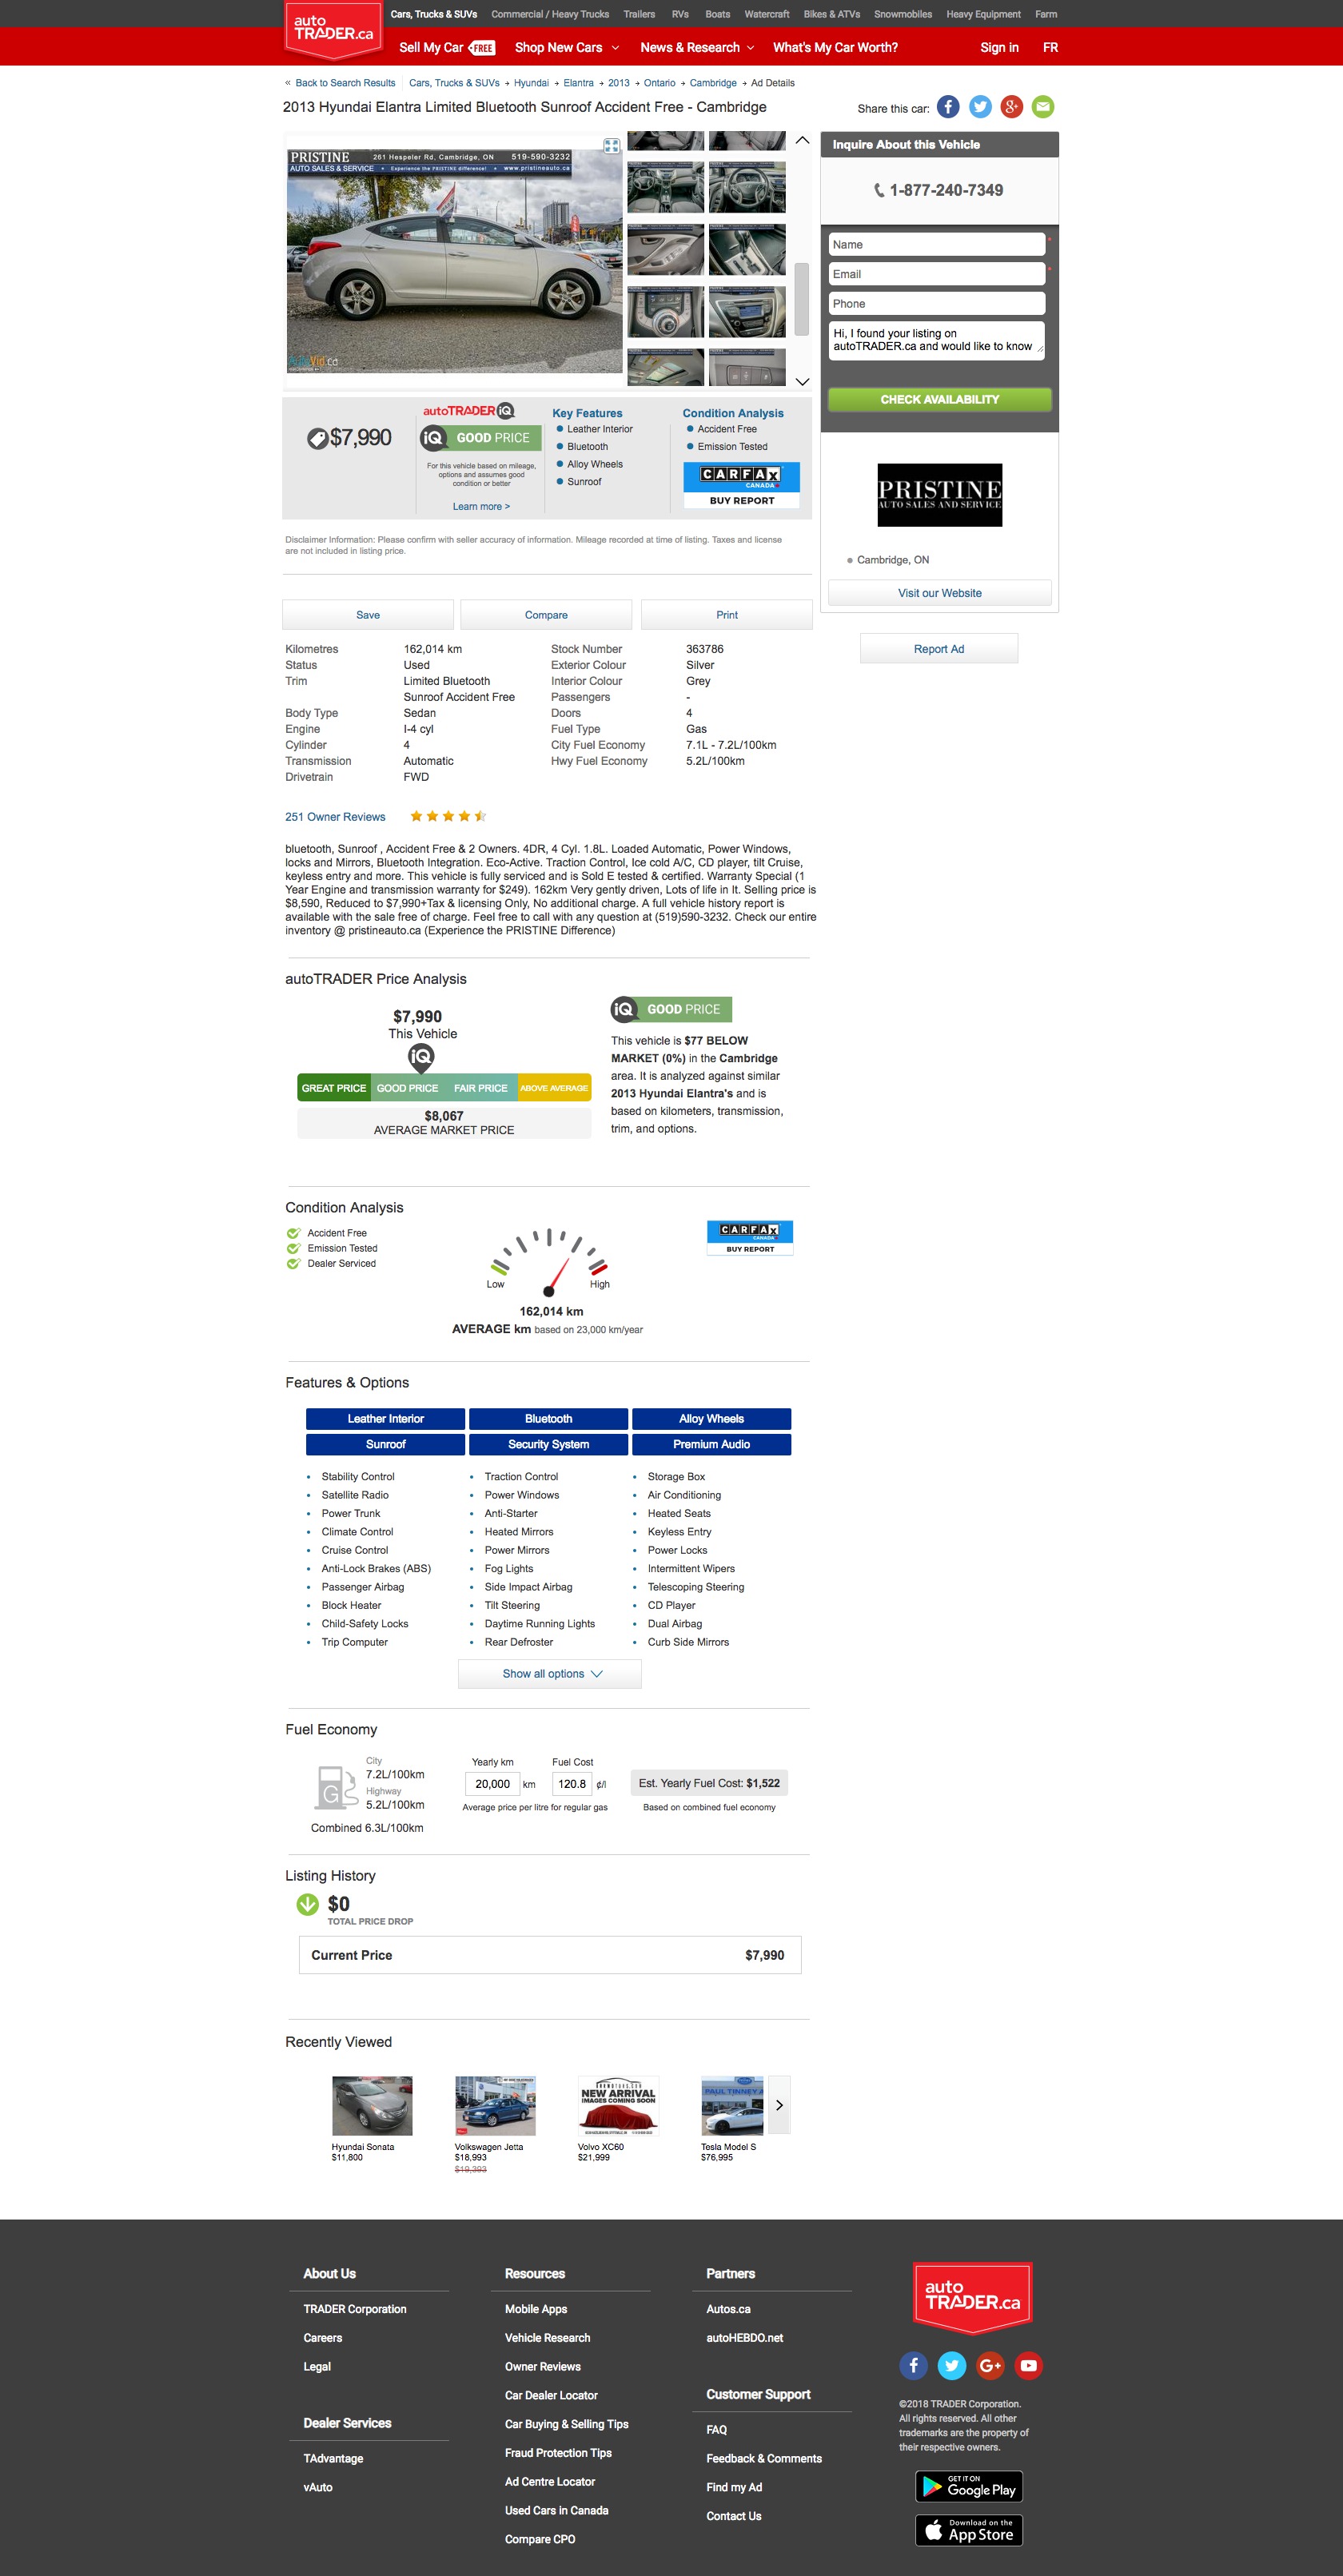 Cars, Trucks & SUVs Commercial / Heavy Trucks Trailers RVs Boats Watercraft Bikes & ATVs Snowmobiles Heavy Equipment Farm
auto
TRADER.ca
Sell My Car FREE Shop New Cars News & Research What's My Car Worth? Sign in FR
« Back to Search Results Cars, Trucks & SUVs → Hyundai → Elantra → 2013 → Ontario → Cambridge → Ad Details
2013 Hyundai Elantra Limited Bluetooth Sunroof Accident Free - Cambridge
Share this car:
PRISTINE 261 Hespeler Rd, Cambridge, ON 519-590-3232
AUTO SALES & SERVICE • Experience the PRISTINE difference! • www.pristineauto.ca
Inquire About this Vehicle
1-877-240-7349
Name *
Email *
Phone
Hi, I found your listing on
autoTRADER.ca and would like to know
CHECK AVAILABILITY
PRISTINE
AUTO SALES AND SERVICE
Cambridge, ON
Visit our Website
Report Ad
$7,990
autoTRADER iQ
iQ GOOD PRICE
For this vehicle based on mileage,
options and assumes good
condition or better
Learn more >
Key Features
Leather Interior
Bluetooth
Alloy Wheels
Sunroof
Condition Analysis
Accident Free
Emission Tested
CARFAX
CANADA
BUY REPORT
Disclaimer Information: Please confirm with seller accuracy of information. Mileage recorded at time of listing. Taxes and license
are not included in listing price.
Save Compare Print
Kilometres 162,014 km Stock Number 363786
Status Used Exterior Colour Silver
Trim Limited Bluetooth Interior Colour Grey
Sunroof Accident Free Passengers -
Body Type Sedan Doors 4
Engine I-4 cyl Fuel Type Gas
Cylinder 4 City Fuel Economy 7.1L - 7.2L/100km
Transmission Automatic Hwy Fuel Economy 5.2L/100km
Drivetrain FWD
251 Owner Reviews
bluetooth, Sunroof , Accident Free & 2 Owners. 4DR, 4 Cyl. 1.8L. Loaded Automatic, Power Windows,
locks and Mirrors, Bluetooth Integration. Eco-Active. Traction Control, Ice cold A/C, CD player, tilt Cruise,
keyless entry and more. This vehicle is fully serviced and is Sold E tested & certified. Warranty Special (1
Year Engine and transmission warranty for $249). 162km Very gently driven, Lots of life in It. Selling price is
$8,590, Reduced to $7,990+Tax & licensing Only, No additional charge. A full vehicle history report is
available with the sale free of charge. Feel free to call with any question at (519)590-3232. Check our entire
inventory @ pristineauto.ca (Experience the PRISTINE Difference)
autoTRADER Price Analysis
$7,990
This Vehicle
iQ
GREAT PRICE GOOD PRICE FAIR PRICE ABOVE AVERAGE
$8,067
AVERAGE MARKET PRICE
iQ GOOD PRICE
This vehicle is $77 BELOW
MARKET (0%) in the Cambridge
area. It is analyzed against similar
2013 Hyundai Elantra's and is
based on kilometers, transmission,
trim, and options.
Condition Analysis
Accident Free
Emission Tested
Dealer Serviced
Low High
162,014 km
AVERAGE km based on 23,000 km/year
CARFAX
CANADA
BUY REPORT
Features & Options
Leather Interior Bluetooth Alloy Wheels
Sunroof Security System Premium Audio
Stability Control Traction Control Storage Box
Satellite Radio Power Windows Air Conditioning
Power Trunk Anti-Starter Heated Seats
Climate Control Heated Mirrors Keyless Entry
Cruise Control Power Mirrors Power Locks
Anti-Lock Brakes (ABS) Fog Lights Intermittent Wipers
Passenger Airbag Side Impact Airbag Telescoping Steering
Block Heater Tilt Steering CD Player
Child-Safety Locks Daytime Running Lights Dual Airbag
Trip Computer Rear Defroster Curb Side Mirrors
Show all options
Fuel Economy
G
City
7.2L/100km
Highway
5.2L/100km
Combined 6.3L/100km
Yearly km Fuel Cost
20,000 km 120.8 ¢/l
Average price per litre for regular gas
Est. Yearly Fuel Cost: $1,522
Based on combined fuel economy
Listing History
$0
TOTAL PRICE DROP
Current Price $7,990
Recently Viewed
NEW ARRIVAL
IMAGES COMING SOON
PAUL TINNEY
Hyundai Sonata Volkswagen Jetta Volvo XC60 Tesla Model S
$11,800 $18,993 $21,999 $76,995
$19,393
About Us
TRADER Corporation
Careers
Legal
Dealer Services
TAdvantage
vAuto
Resources
Mobile Apps
Vehicle Research
Owner Reviews
Car Dealer Locator
Car Buying & Selling Tips
Fraud Protection Tips
Ad Centre Locator
Used Cars in Canada
Compare CPO
Partners
Autos.ca
autoHEBDO.net
Customer Support
FAQ
Feedback & Comments
Find my Ad
Contact Us
auto
TRADER.ca
©2018 TRADER Corporation.
All rights reserved. All other
trademarks are the property of
their respective owners.
GET IT ON
Google Play
Download on the
App Store